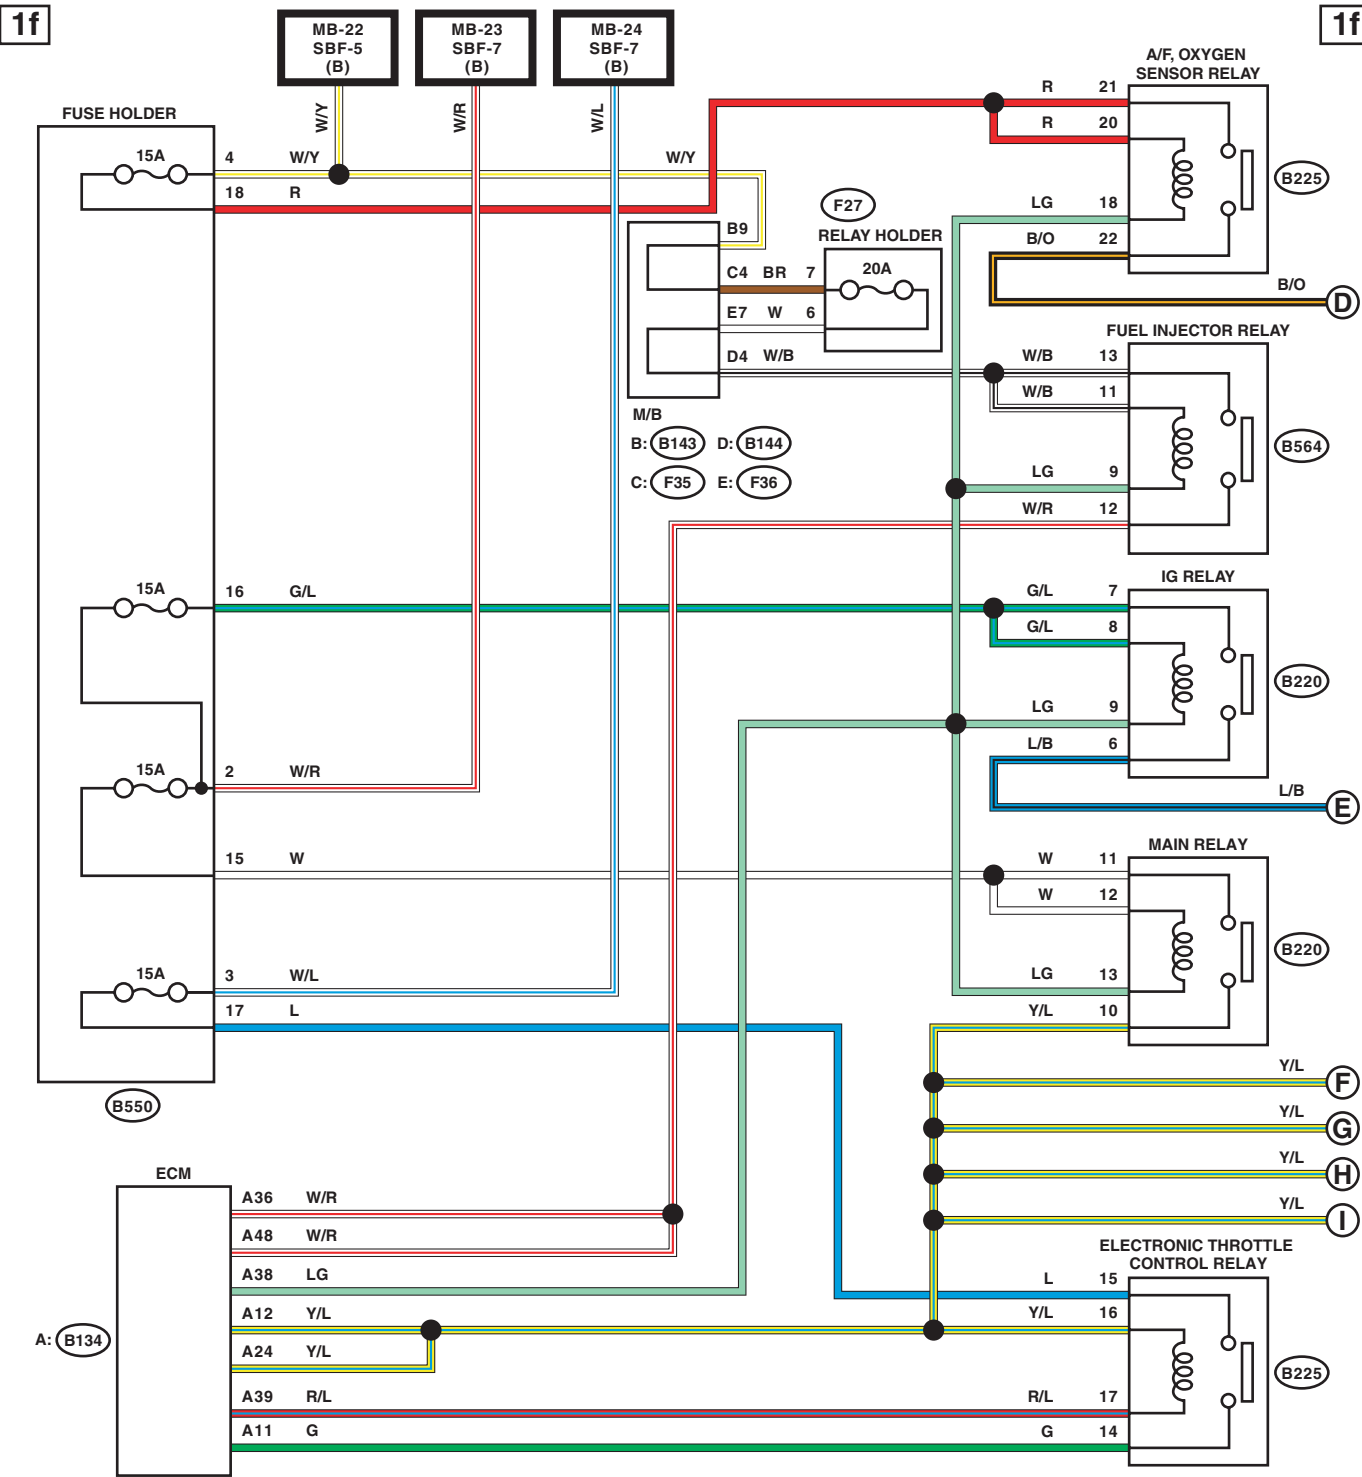 1f
1f
MB-22
SBF-5
(B)
MB-23
SBF-7
(B)
MB-24
SBF-7
(B)
W/Y
W/R
W/L
FUSE HOLDER
15A
4 W/Y
W/Y
18 R
A/F, OXYGEN
SENSOR RELAY
R 21
R 20
LG 18
B/O 22
B225
B/O
D
F27
RELAY HOLDER
20A
B9
C4 BR 7
E7 W 6
D4 W/B
M/B
B: B143 D: B144
C: F35 E: F36
FUEL INJECTOR RELAY
W/B 13
W/B 11
LG 9
W/R 12
B564
15A
16 G/L
IG RELAY
G/L 7
G/L 8
LG 9
L/B 6
B220
L/B
E
15A
2 W/R
15 W
MAIN RELAY
W 11
W 12
LG 13
Y/L 10
B220
15A
3 W/L
17 L
B550
Y/L
F
Y/L
G
Y/L
H
Y/L
I
ECM
A36 W/R
A48 W/R
A38 LG
A12 Y/L
A24 Y/L
A39 R/L
A11 G
A: B134
ELECTRONIC THROTTLE
CONTROL RELAY
L 15
Y/L 16
R/L 17
G 14
B225